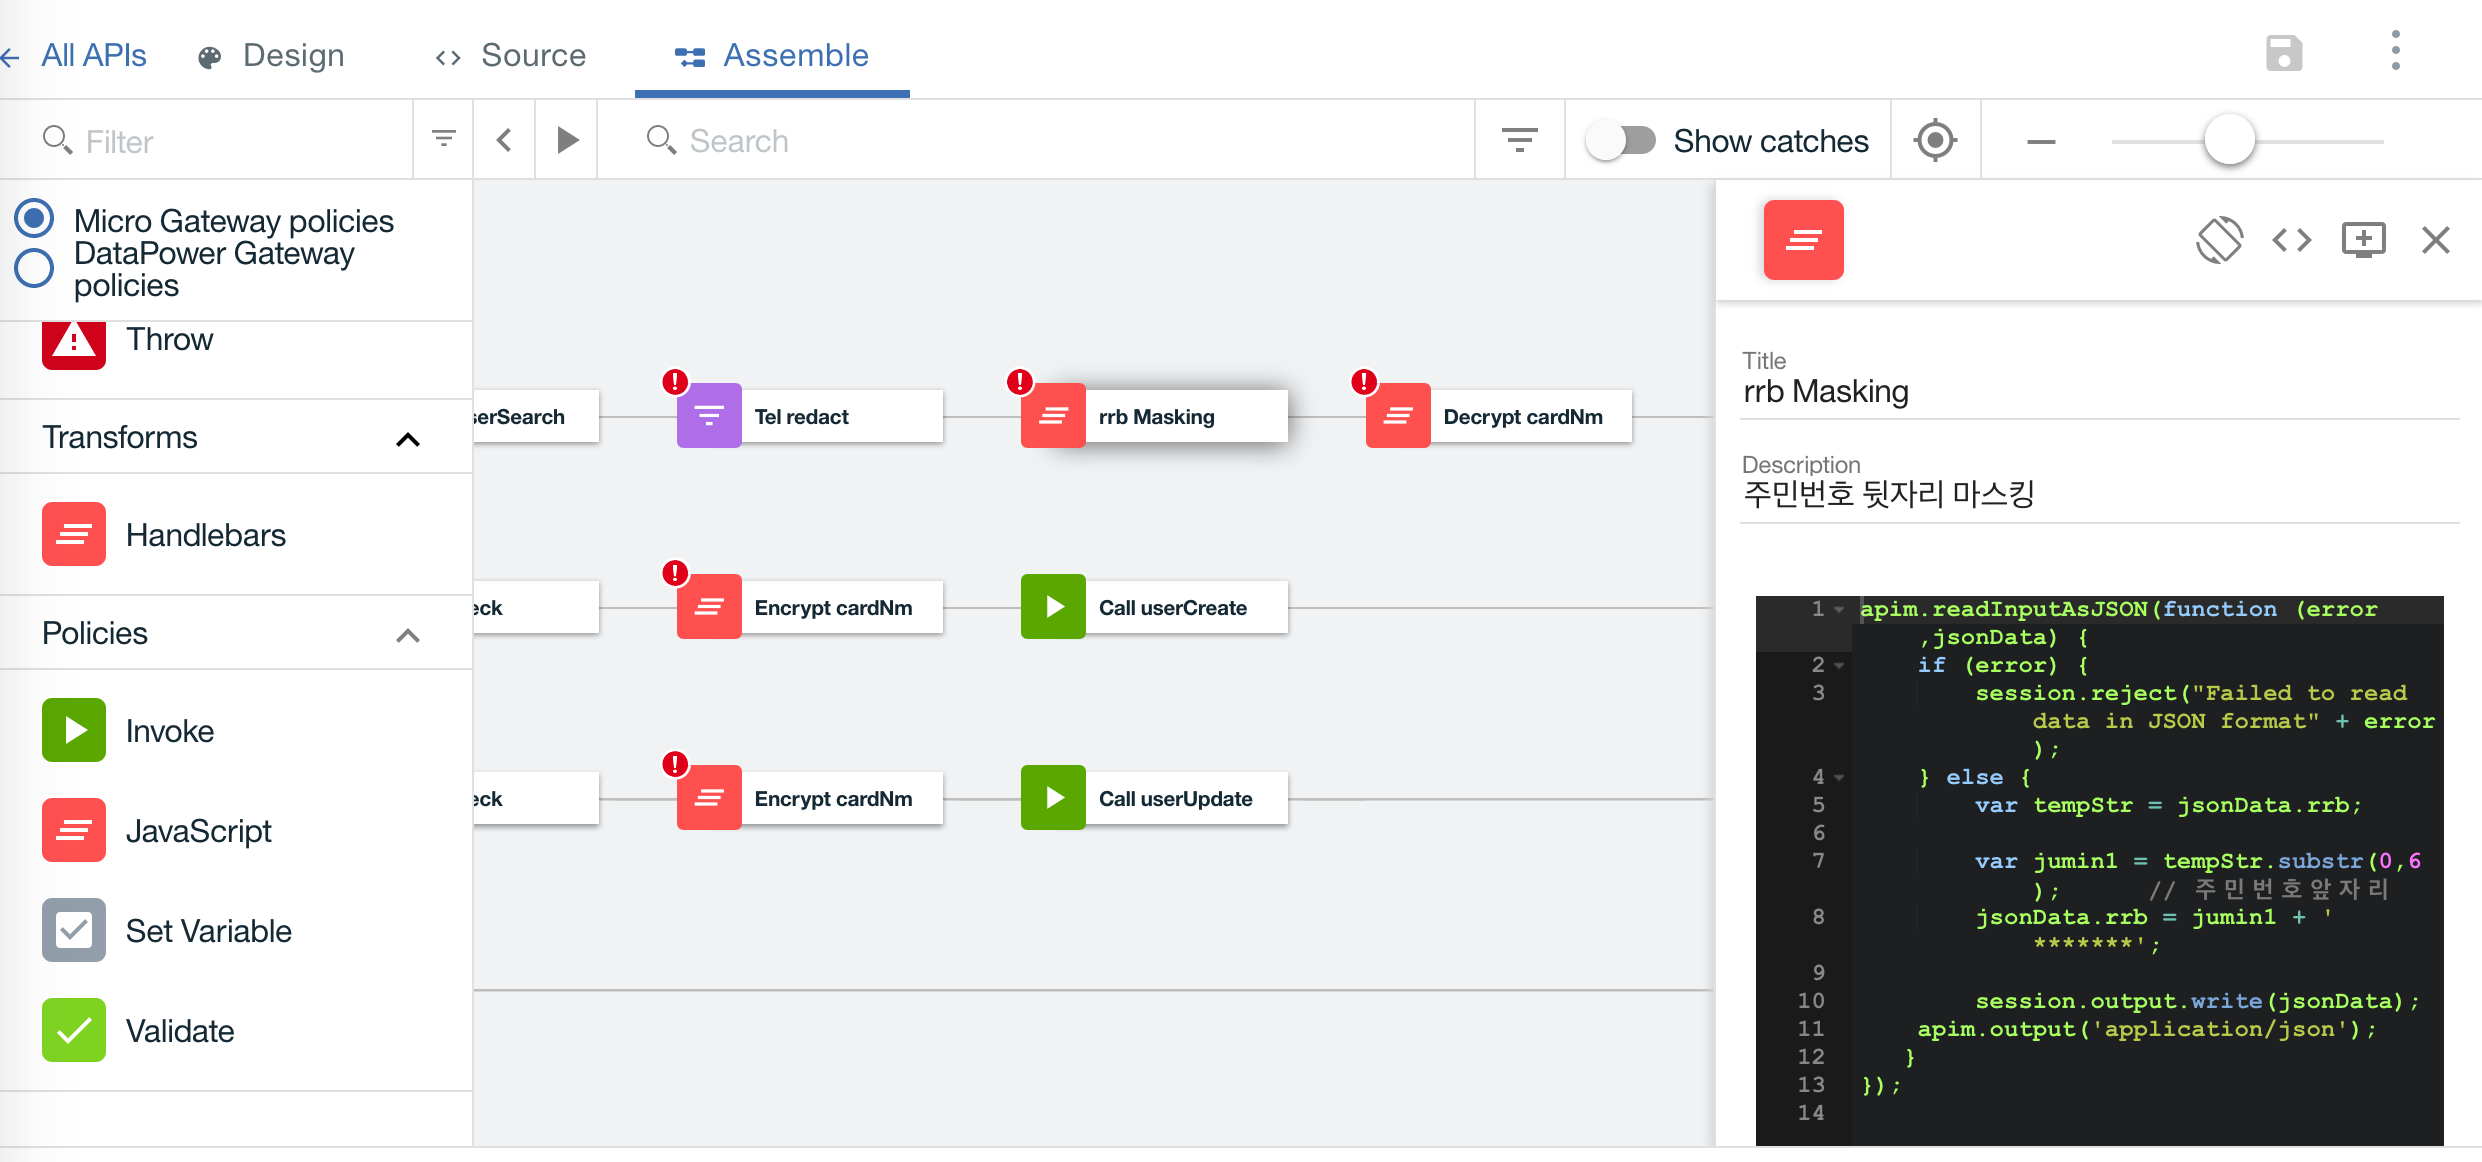 All APIs
Design
Source
Assemble
Filter
Search
Show catches
Micro Gateway policies
DataPower Gateway
policies
Throw
Transforms
Handlebars
Policies
Invoke
JavaScript
Set Variable
Validate
serSearch
Tel redact
rrb Masking
Decrypt cardNm
eck
Encrypt cardNm
Call userCreate
eck
Encrypt cardNm
Call userUpdate
Title
rrb Masking
Description
주민번호 뒷자리 마스킹
1 apim.readInputAsJSON(function (error
,jsonData) {
2 if (error) {
3 session.reject("Failed to read
data in JSON format" + error
);
4 } else {
5 var tempStr = jsonData.rrb;
6
7 var jumin1 = tempStr.substr(0,6
); // 주민번호앞자리
8 jsonData.rrb = jumin1 + '
*******';
9
10 session.output.write(jsonData);
11 apim.output('application/json');
12 }
13 });
14